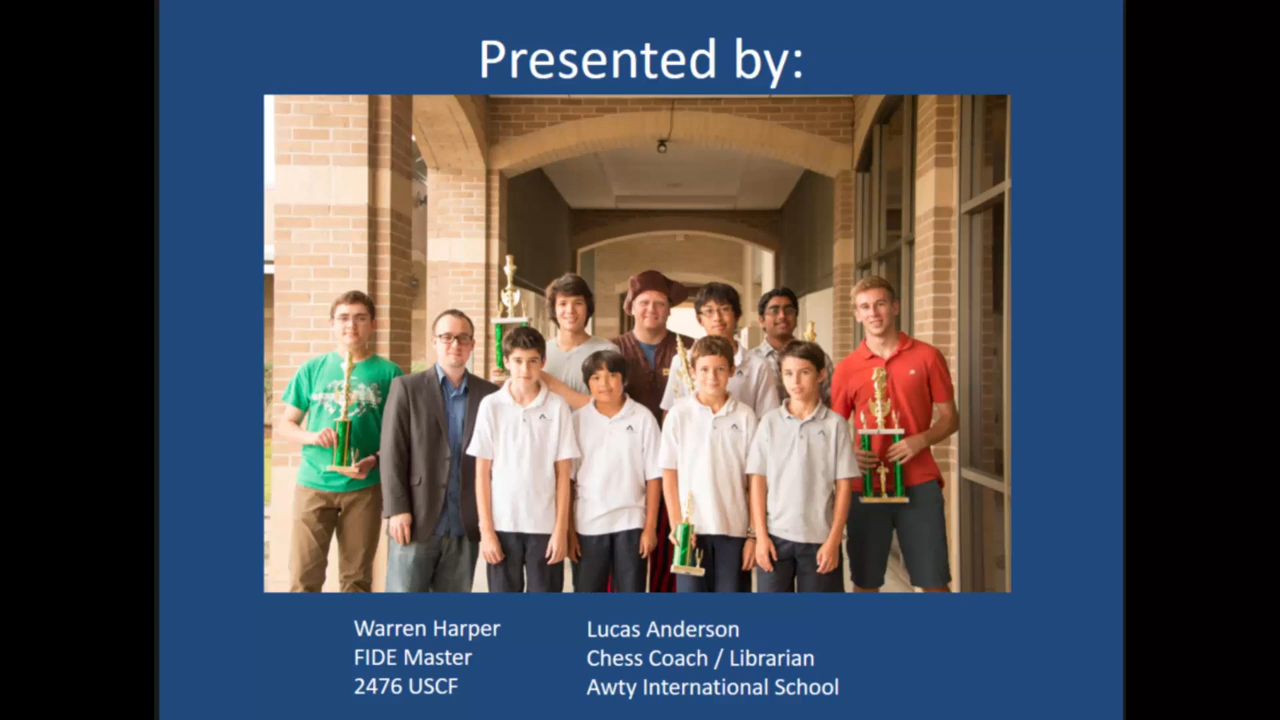 Presented by:
Warren Harper
FIDE Master
2476 USCF
Lucas Anderson
Chess Coach / Librarian
Awty International School